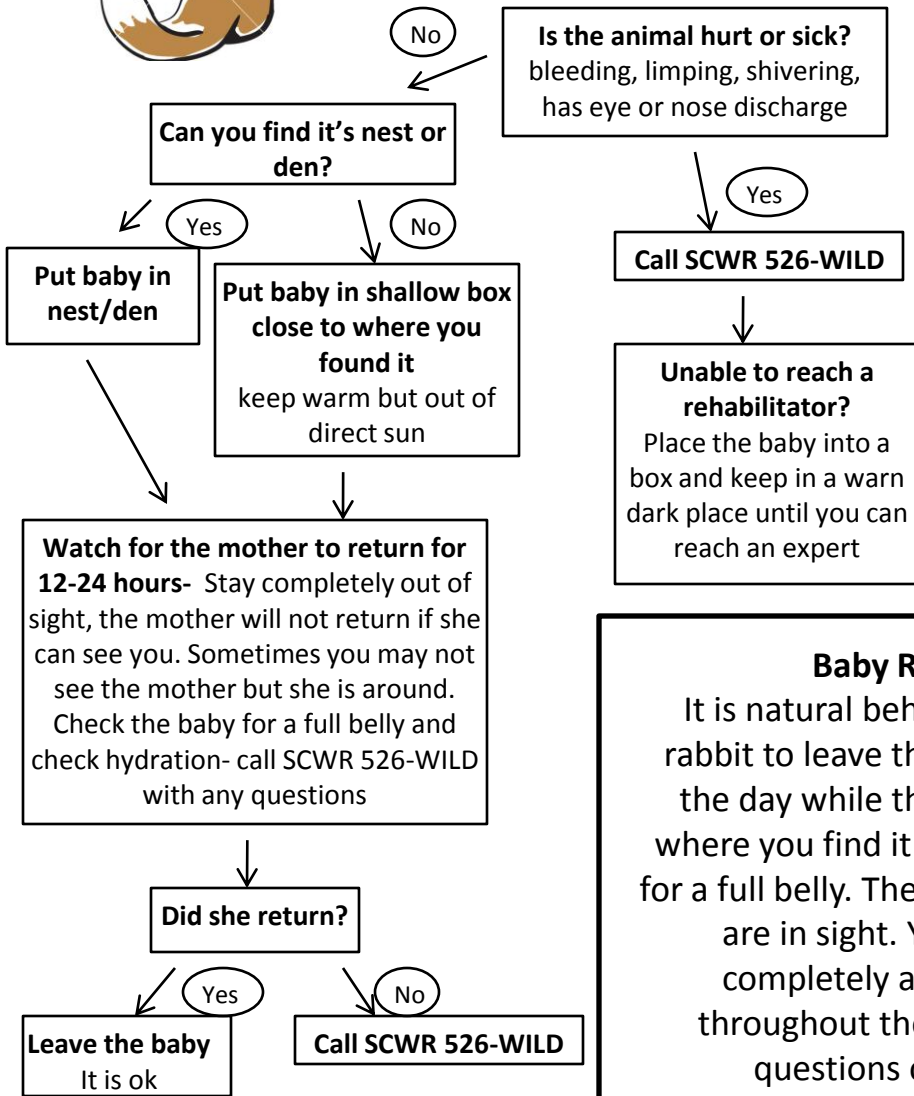 No
Is the animal hurt or sick?
bleeding, limping, shivering,
has eye or nose discharge
Can you find it's nest or
den?
Yes
No
Yes
Put baby in
nest/den
Put baby in shallow box
close to where you
found it
keep warm but out of
direct sun
Call SCWR 526-WILD
Unable to reach a
rehabilitator?
Place the baby into a
box and keep in a warn
dark place until you can
reach an expert
Watch for the mother to return for
12-24 hours- Stay completely out of
sight, the mother will not return if she
can see you. Sometimes you may not
see the mother but she is around.
Check the baby for a full belly and
check hydration- call SCWR 526-WILD
with any questions
Did she return?
Yes
No
Leave the baby
It is ok
Call SCWR 526-WILD
Baby
It is natural
rabbit to leave
the day while
where you find it
for a full belly.
are in sight.
completely
throughout
questions